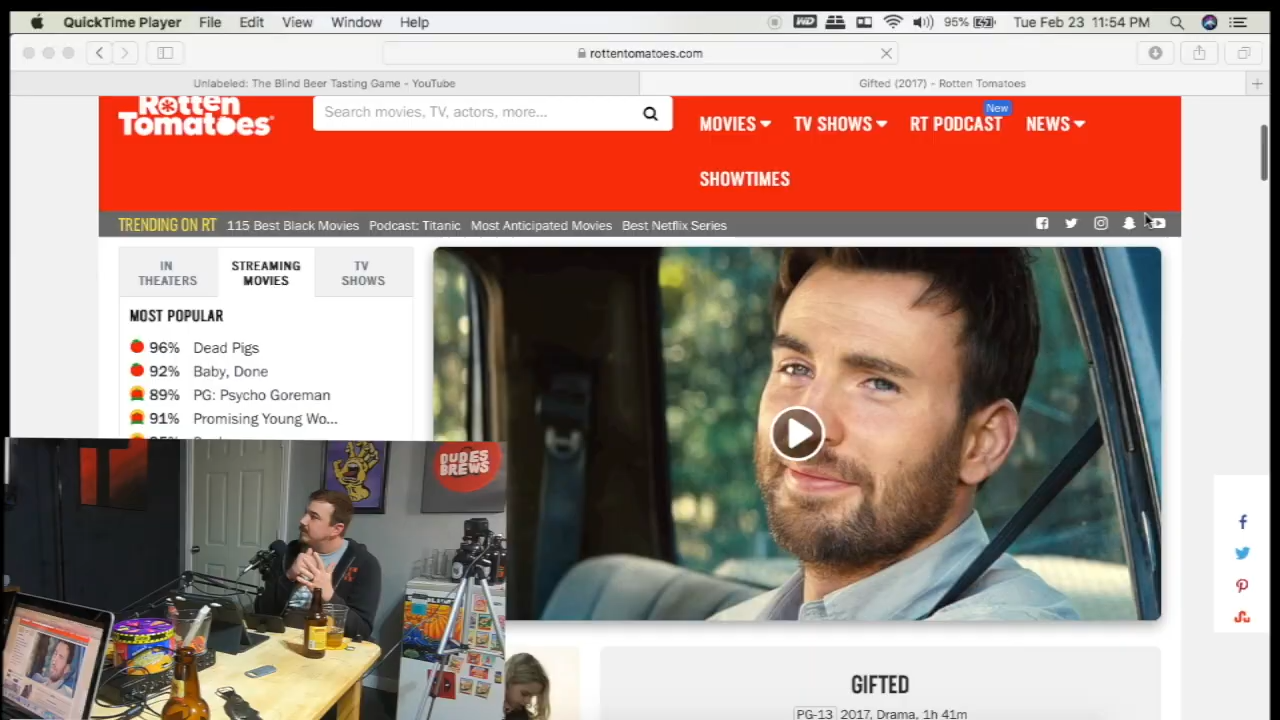 QuickTime Player File Edit View Window Help
WD 95% Tue Feb 23 11:54 PM
rottentomatoes.com
Unlabeled: The Blind Beer Tasting Game - YouTube
Gifted (2017) – Rotten Tomatoes
Rotten
Tomatoes
Search movies, TV, actors, more...
MOVIES TV SHOWS RT PODCAST New NEWS
SHOWTIMES
TRENDING ON RT 115 Best Black Movies Podcast: Titanic Most Anticipated Movies Best Netflix Series
IN
THEATERS
STREAMING
MOVIES
TV
SHOWS
MOST POPULAR
96% Dead Pigs
92% Baby, Done
89% PG: Psycho Goreman
91% Promising Young Wo...
DUDES
BREWS
GIFTED
PG-13 2017, Drama, 1h 41m